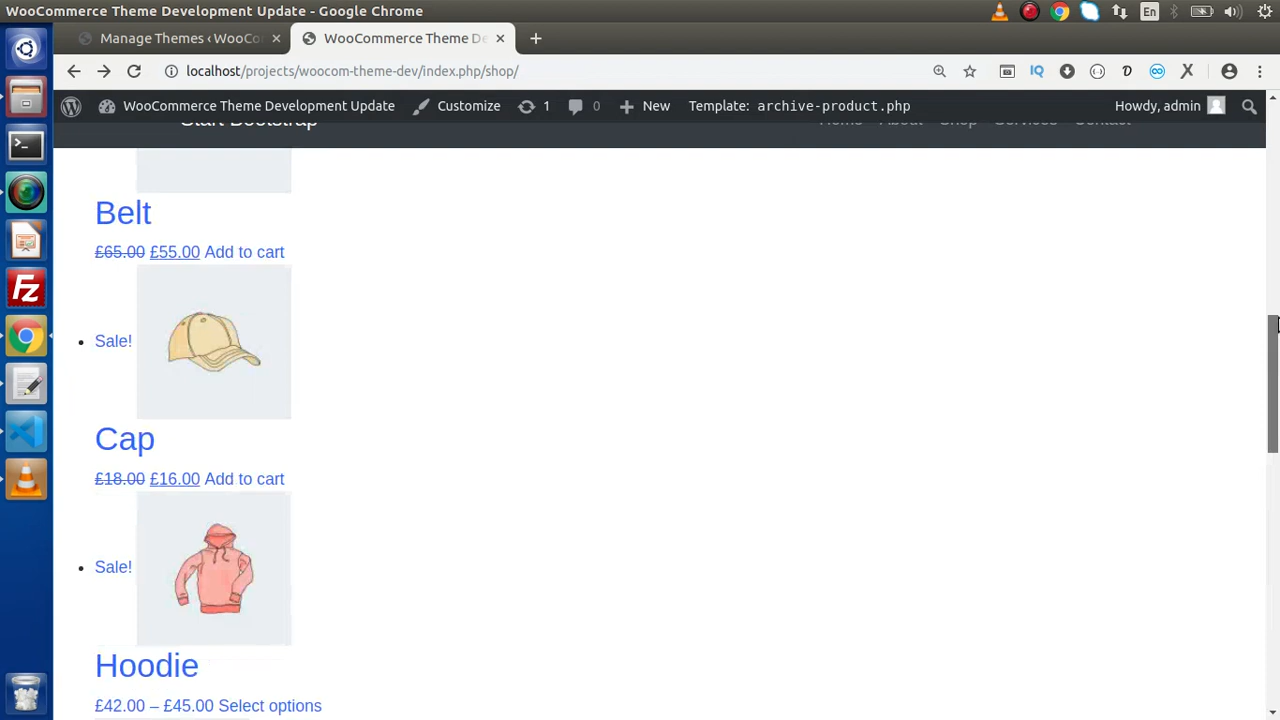 WooCommerce Theme Development Update - Google Chrome
En
Manage Themes ‹ WooCo
WooCommerce Theme De
localhost/projects/woocom-theme-dev/index.php/shop/
IQ
D
X
WooCommerce Theme Development Update
Customize
1
0
New
Template: archive-product.php
Howdy, admin
Start Bootstrap
Home
About
Shop
Services
Contact
Belt
£65.00 £55.00 Add to cart
Sale!
Cap
£18.00 £16.00 Add to cart
Sale!
Hoodie
£42.00 – £45.00 Select options
Fz